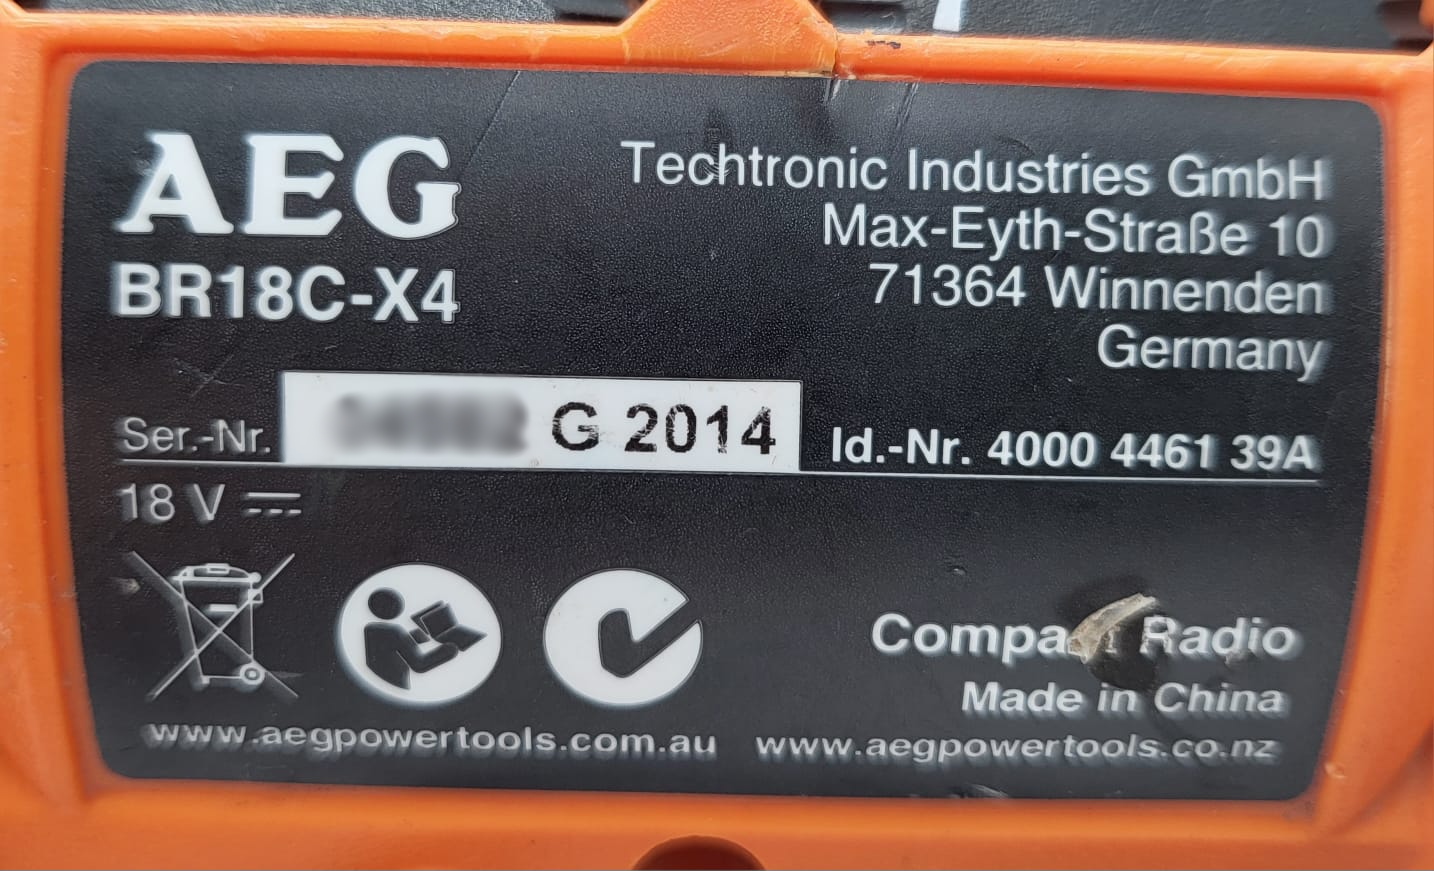 AEG
BR18C-X4
Techtronic Industries GmbH
Max-Eyth-Straße 10
71364 Winnenden
Germany
Ser.-Nr. G 2014
Id.-Nr. 4000 4461 39A
18 V
Radio
Made in China
www.aegpowertools.com.au www.aegpowertools.co.nz